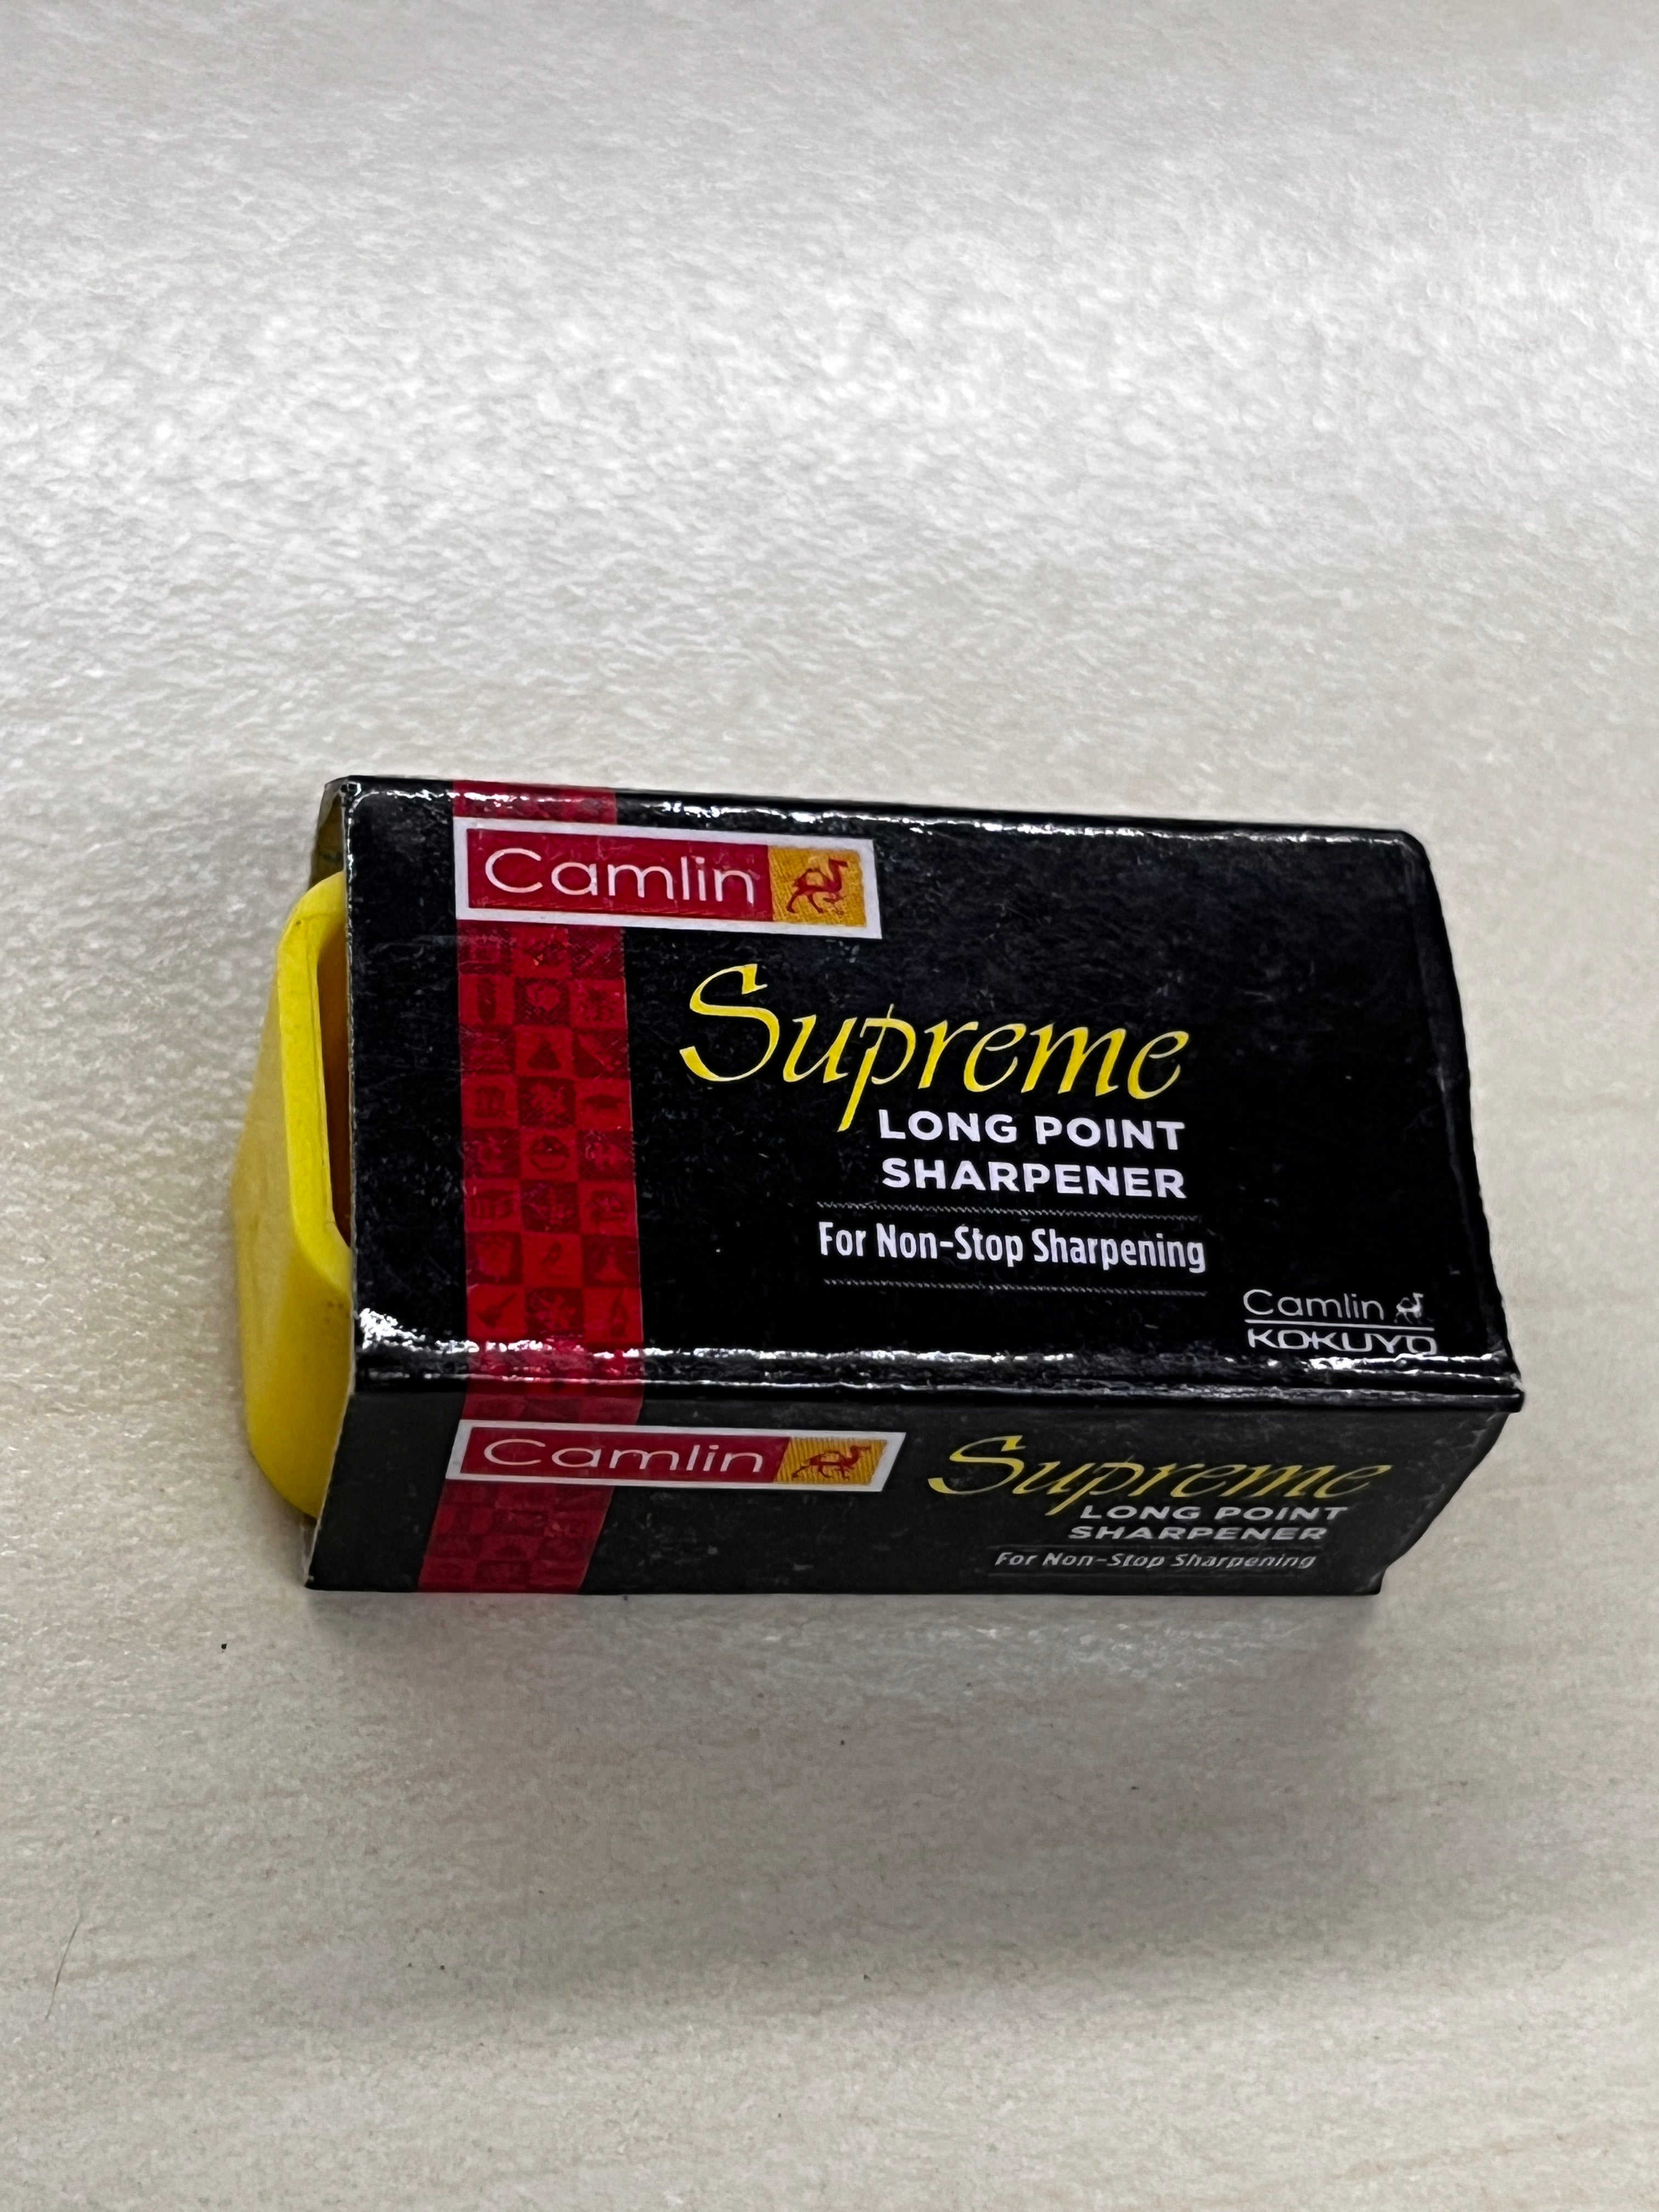 Camlin
Supreme
LONG POINT
SHARPENER
For Non-Stop Sharpening
Camlin
KOKUYO
Camlin
Supreme
LONG POINT
SHARPENER
For Non-Stop Sharpening